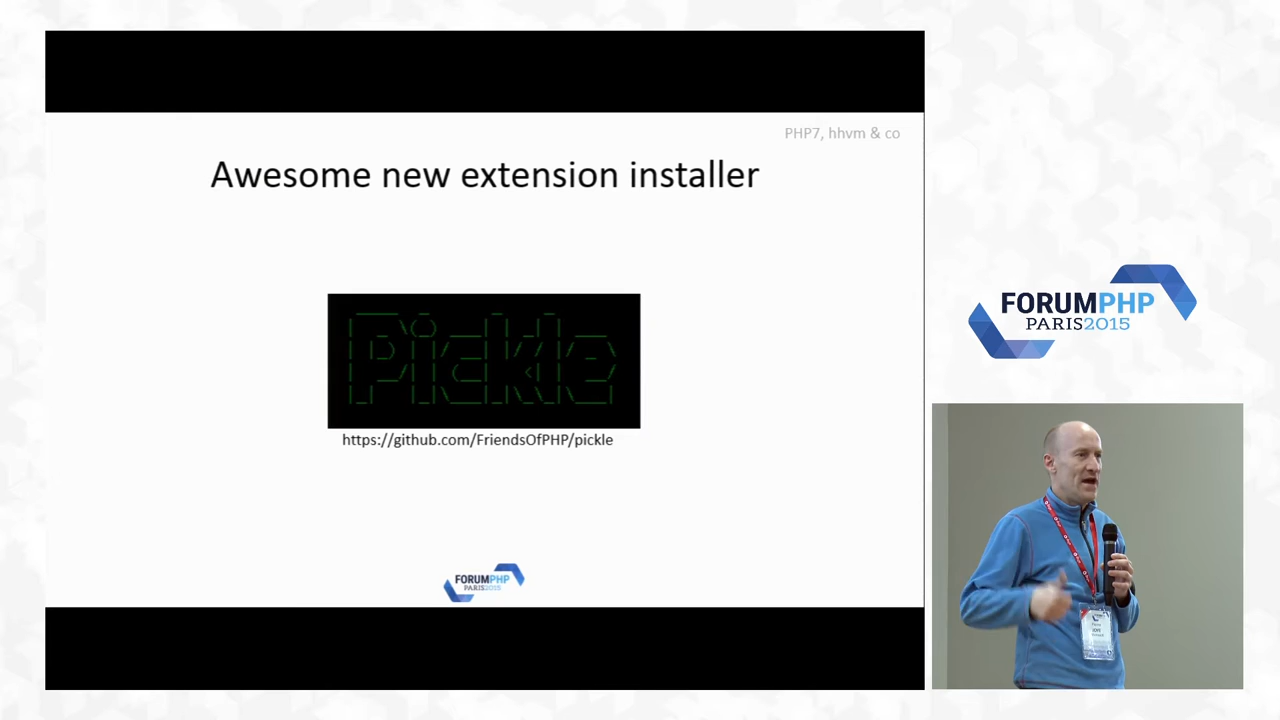 PHP7, hhvm & co
Awesome new extension installer
Pickle
https://github.com/FriendsOfPHP/pickle
FORUMPHP
PARIS2015
FORUMPHP
PARIS2015